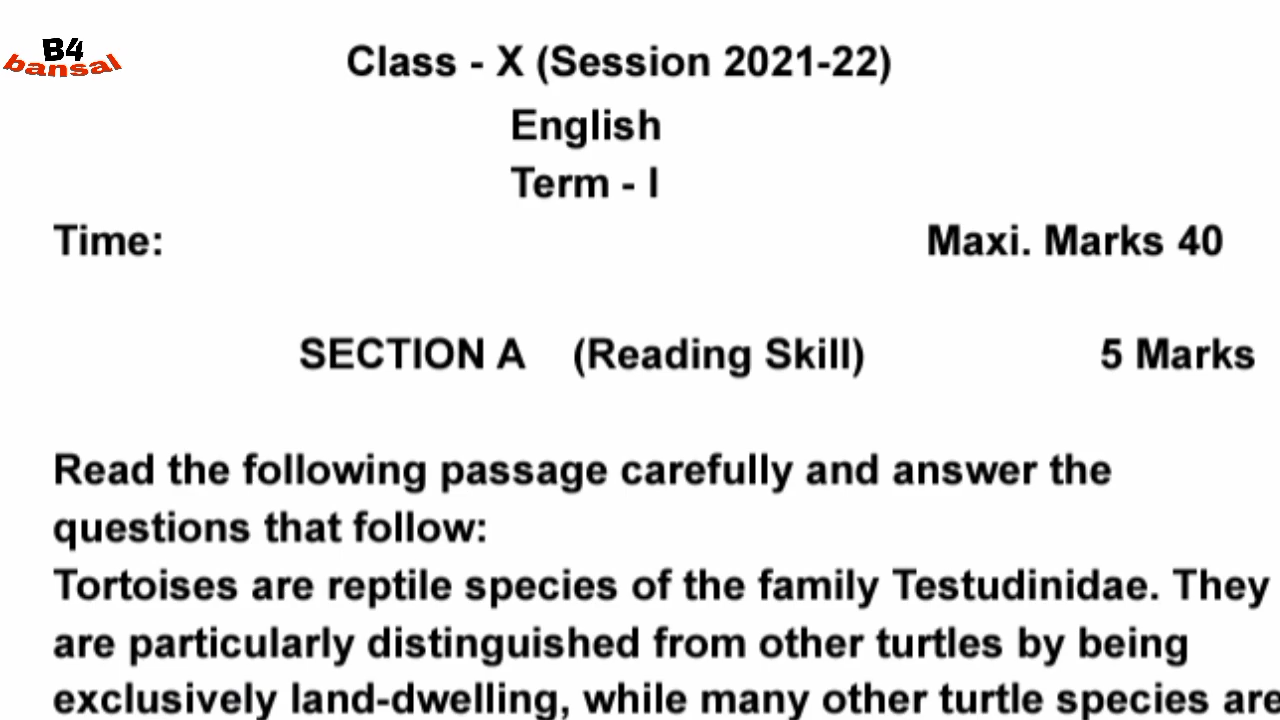 B4
bansal
Class - X (Session 2021-22)
English
Term - I
Time: Maxi. Marks 40
SECTION A (Reading Skill) 5 Marks
Read the following passage carefully and answer the
questions that follow:
Tortoises are reptile species of the family Testudinidae. They
are particularly distinguished from other turtles by being
exclusively land-dwelling, while many other turtle species are